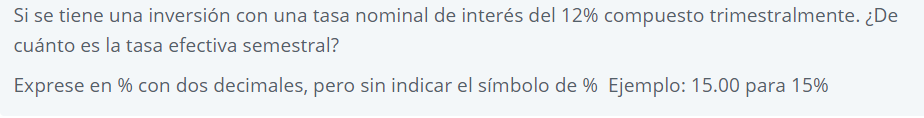 Si se tiene una inversión con una tasa nominal de interés del 12% compuesto trimestralmente. ¿De
cuánto es la tasa efectiva semestral?
Exprese en % con dos decimales, pero sin indicar el símbolo de %  Ejemplo: 15.00 para 15%